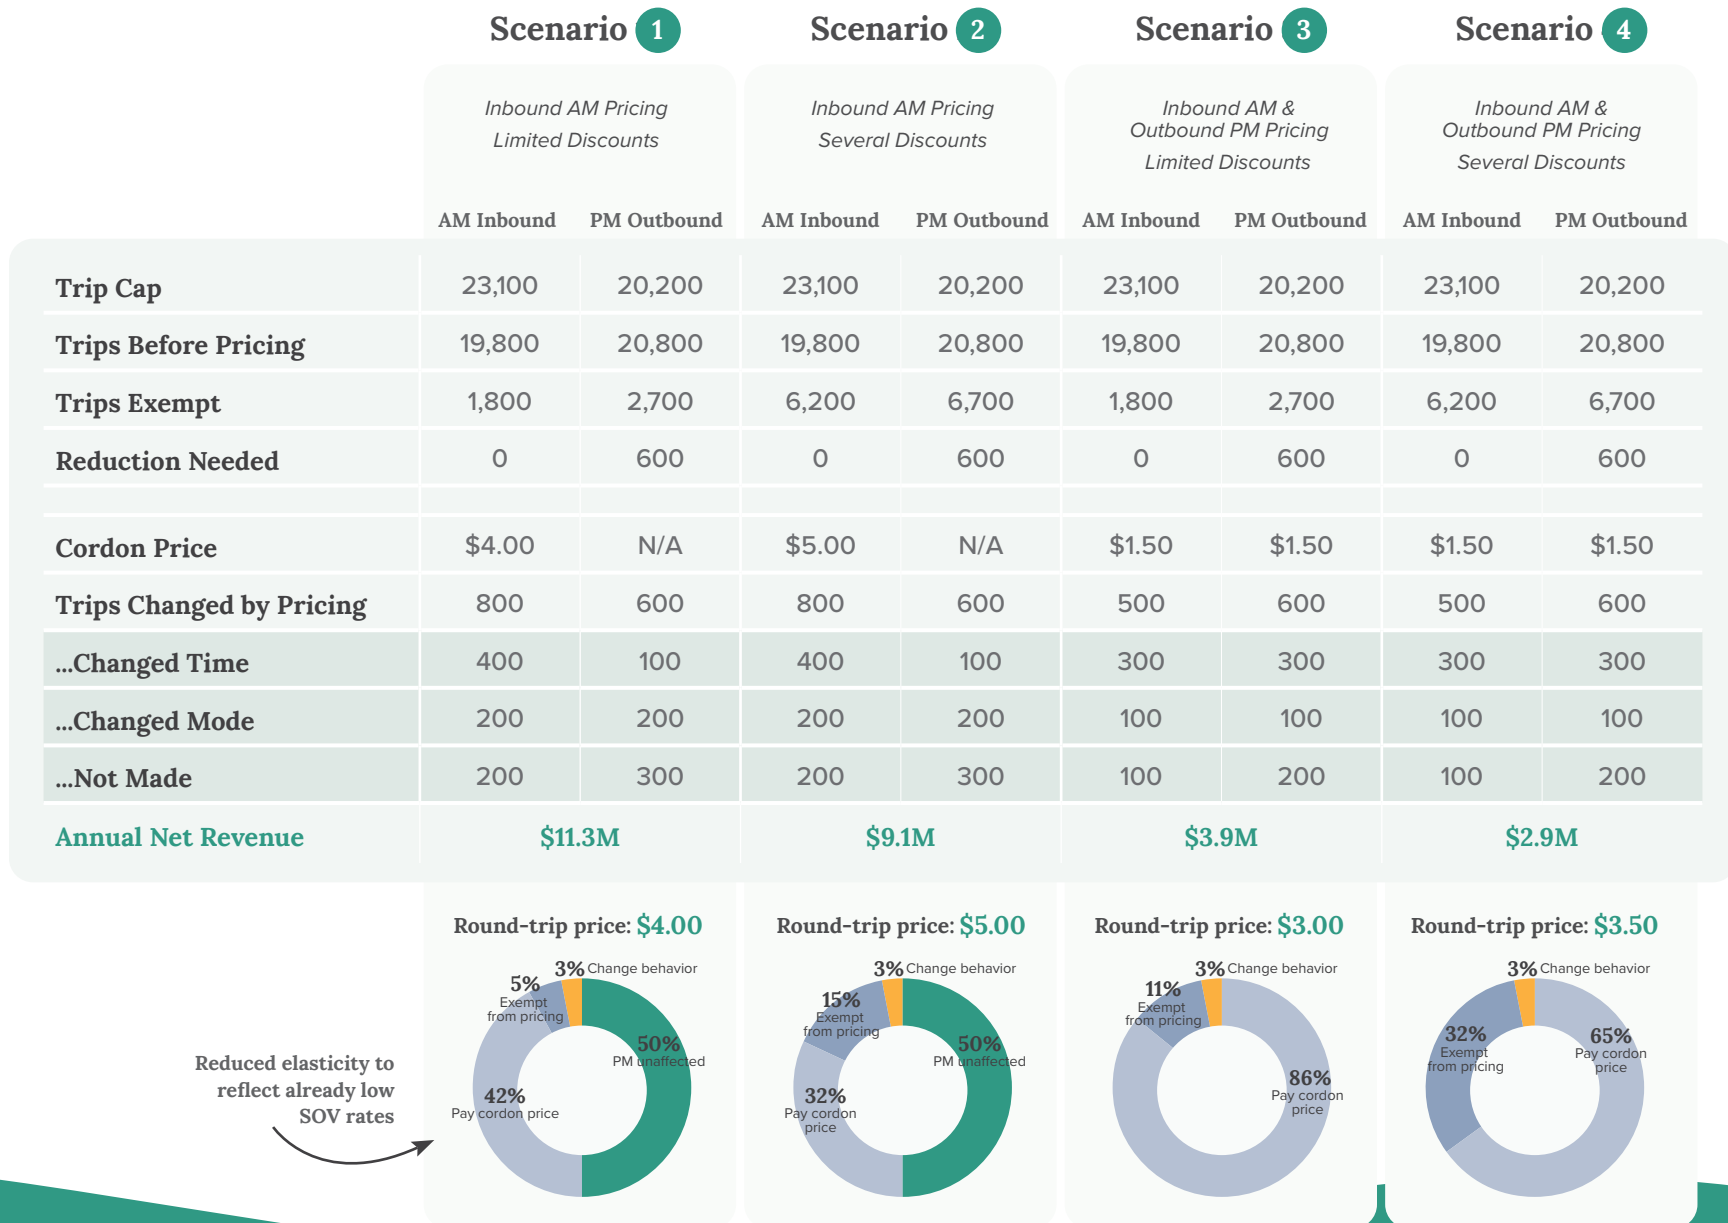 Scenario 1
Scenario 2
Scenario 3
Scenario 4
Inbound AM Pricing
Limited Discounts
Inbound AM Pricing
Several Discounts
Inbound AM &
Outbound PM Pricing
Limited Discounts
Inbound AM &
Outbound PM Pricing
Several Discounts
AM Inbound PM Outbound AM Inbound PM Outbound AM Inbound PM Outbound AM Inbound PM Outbound
Trip Cap 23,100 20,200 23,100 20,200 23,100 20,200 23,100 20,200
Trips Before Pricing 19,800 20,800 19,800 20,800 19,800 20,800 19,800 20,800
Trips Exempt 1,800 2,700 6,200 6,700 1,800 2,700 6,200 6,700
Reduction Needed 0 600 0 600 0 600 0 600
Cordon Price $4.00 N/A $5.00 N/A $1.50 $1.50 $1.50 $1.50
Trips Changed by Pricing 800 600 800 600 500 600 500 600
...Changed Time 400 100 400 100 300 300 300 300
...Changed Mode 200 200 200 200 100 100 100 100
...Not Made 200 300 200 300 100 200 100 200
Annual Net Revenue $11.3M $9.1M $3.9M $2.9M
Round-trip price: $4.00
3% Change behavior
5%
Exempt
from pricing
50%
PM unaffected
42%
Pay cordon price
Round-trip price: $5.00
3% Change behavior
15%
Exempt
from pricing
50%
PM unaffected
32%
Pay cordon
price
Round-trip price: $3.00
3% Change behavior
11%
Exempt
from pricing
86%
Pay cordon
price
Round-trip price: $3.50
3% Change behavior
32%
Exempt
from pricing
65%
Pay cordon
price
Reduced elasticity to
reflect already low
SOV rates